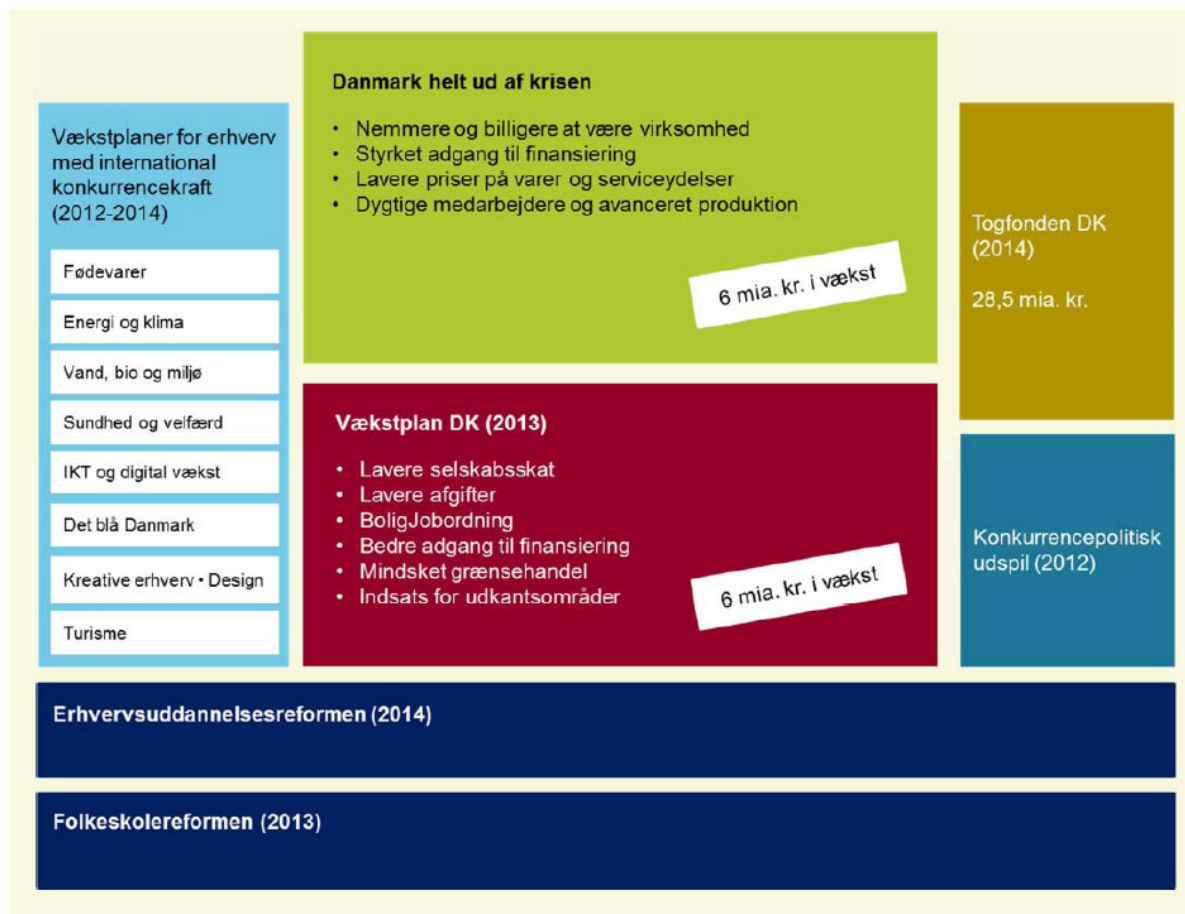 Danmark helt ud af krisen
• Nemmere og billigere at være virksomhed
• Styrket adgang til finansiering
• Lavere priser på varer og serviceydelser
• Dygtige medarbejdere og avanceret produktion
6 mia. kr. i vækst
Vækstplaner for erhverv
med international
konkurrencekraft
(2012-2014)
Fødevarer
Energi og klima
Vand, bio og miljø
Sundhed og velfærd
IKT og digital vækst
Det blå Danmark
Kreative erhverv • Design
Turisme
Vækstplan DK (2013)
• Lavere selskabsskat
• Lavere afgifter
• BoligJobordning
• Bedre adgang til finansiering
• Mindsket grænsehandel
• Indsats for udkantsområder
6 mia. kr. i vækst
Togfonden DK
(2014)
28,5 mia. kr.
Konkurrencepolitisk
udspil (2012)
Erhvervsuddannelsesreformen (2014)
Folkeskolereformen (2013)